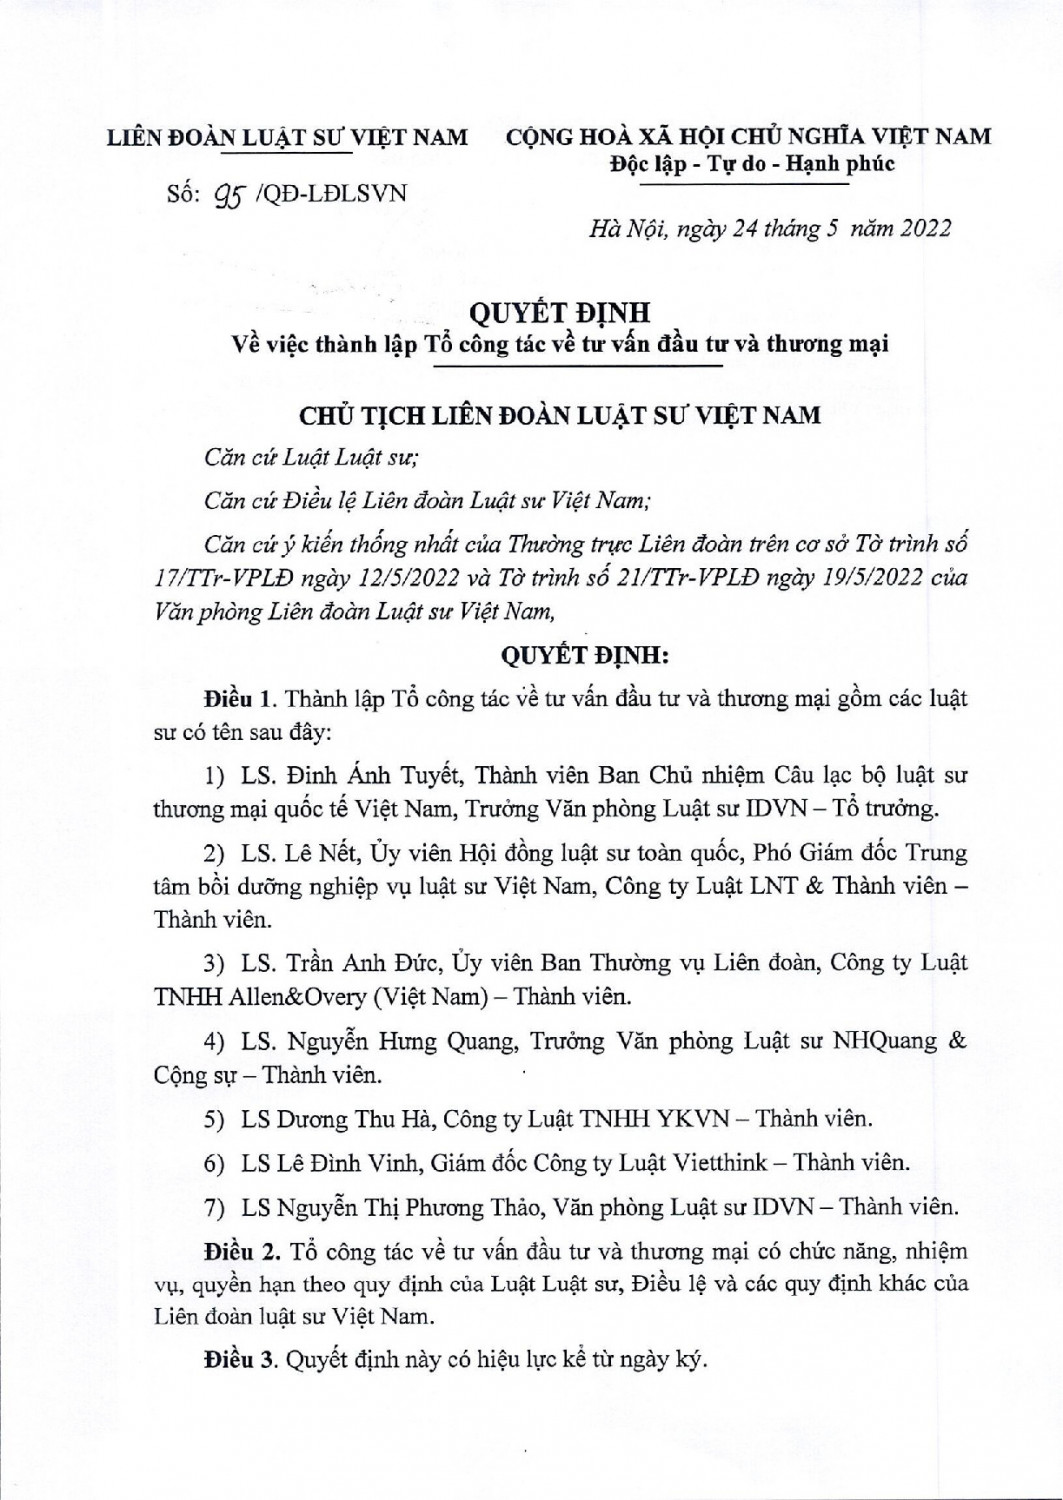 LIÊN ĐOÀN LUẬT SƯ VIỆT NAM
CỘNG HOÀ XÃ HỘI CHỦ NGHĨA VIỆT NAM
Độc lập - Tự do - Hạnh phúc
Số: 95 /QĐ-LĐLSVN
Hà Nội, ngày 24 tháng 5 năm 2022
QUYẾT ĐỊNH
Về việc thành lập Tổ công tác về tư vấn đầu tư và thương mại
CHỦ TỊCH LIÊN ĐOÀN LUẬT SƯ VIỆT NAM
Căn cứ Luật Luật sư;
Căn cứ Điều lệ Liên đoàn Luật sư Việt Nam;
Căn cứ ý kiến thống nhất của Thường trực Liên đoàn trên cơ sở Tờ trình số
17/TTr-VPLĐ ngày 12/5/2022 và Tờ trình số 21/TTr-VPLĐ ngày 19/5/2022 của
Văn phòng Liên đoàn Luật sư Việt Nam,
QUYẾT ĐỊNH:
Điều 1. Thành lập Tổ công tác về tư vấn đầu tư và thương mại gồm các luật
sư có tên sau đây:
1) LS. Đinh Ánh Tuyết, Thành viên Ban Chủ nhiệm Câu lạc bộ luật sư
thương mại quốc tế Việt Nam, Trưởng Văn phòng Luật sư IDVN – Tổ trưởng.
2) LS. Lê Nết, Ủy viên Hội đồng luật sư toàn quốc, Phó Giám đốc Trung
tâm bồi dưỡng nghiệp vụ luật sư Việt Nam, Công ty Luật LNT & Thành viên –
Thành viên.
3) LS. Trần Anh Đức, Ủy viên Ban Thường vụ Liên đoàn, Công ty Luật
TNHH Allen&Overy (Việt Nam) – Thành viên.
4) LS. Nguyễn Hưng Quang, Trưởng Văn phòng Luật sư NHQuang &
Cộng sự – Thành viên.
5) LS Dương Thu Hà, Công ty Luật TNHH YKVN – Thành viên.
6) LS Lê Đình Vinh, Giám đốc Công ty Luật Vietthink – Thành viên.
7) LS Nguyễn Thị Phương Thảo, Văn phòng Luật sư IDVN – Thành viên.
Điều 2. Tổ công tác về tư vấn đầu tư và thương mại có chức năng, nhiệm
vụ, quyền hạn theo quy định của Luật Luật sư, Điều lệ và các quy định khác của
Liên đoàn luật sư Việt Nam.
Điều 3. Quyết định này có hiệu lực kể từ ngày ký.